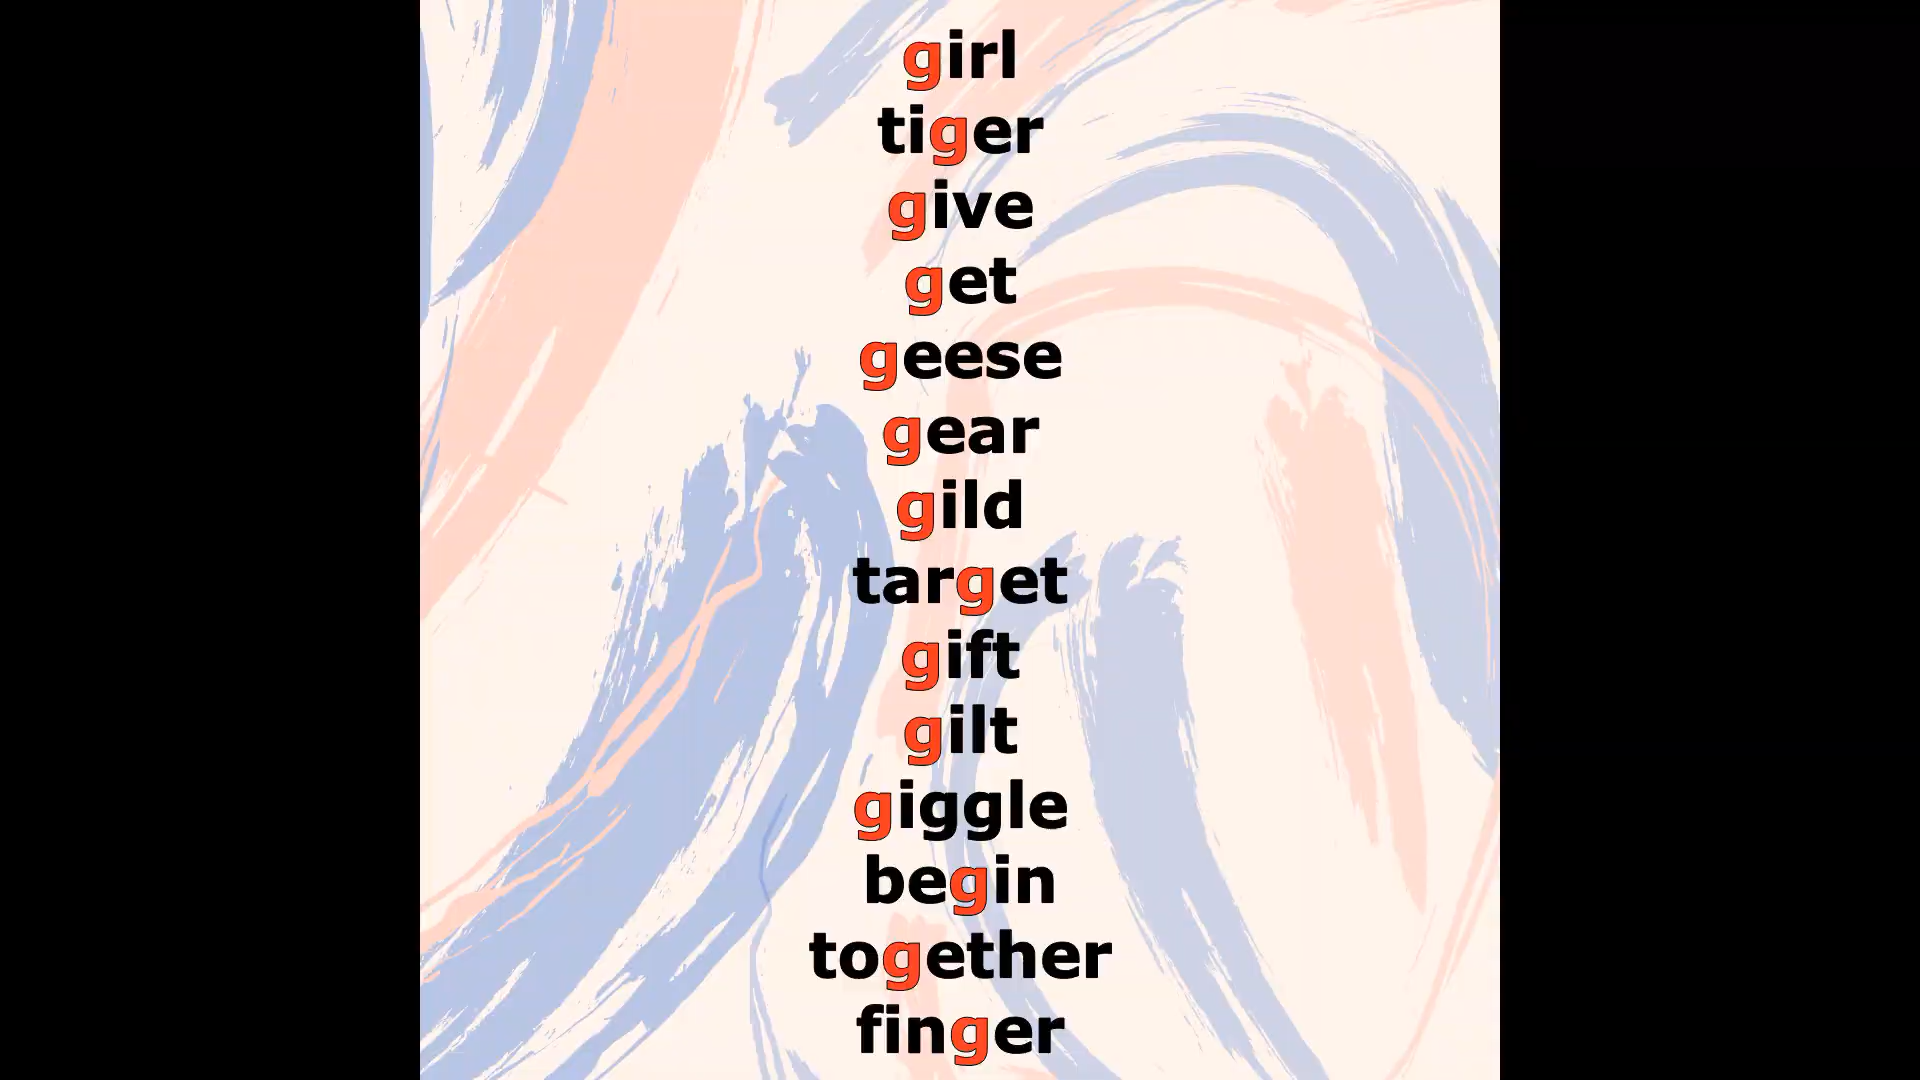 girl
tiger
give
get
geese
gear
gild
target
gift
gilt
giggle
begin
together
finger